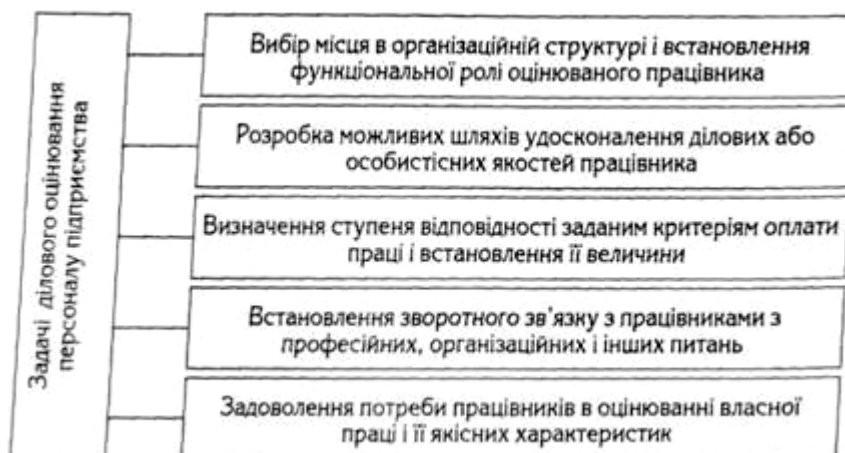 Задачі ділового оцінювання
персоналу підприємства
Вибір місця в організаційній структурі і встановлення
функціональної ролі оцінюваного працівника
Розробка можливих шляхів удосконалення ділових або
особистісних якостей працівника
Визначення ступеня відповідності заданим критеріям оплати
праці і встановлення її величини
Встановлення зворотного зв'язку з працівниками з
професійних, організаційних і інших питань
Задоволення потреби працівників в оцінюванні власної
праці і її якісних характеристик